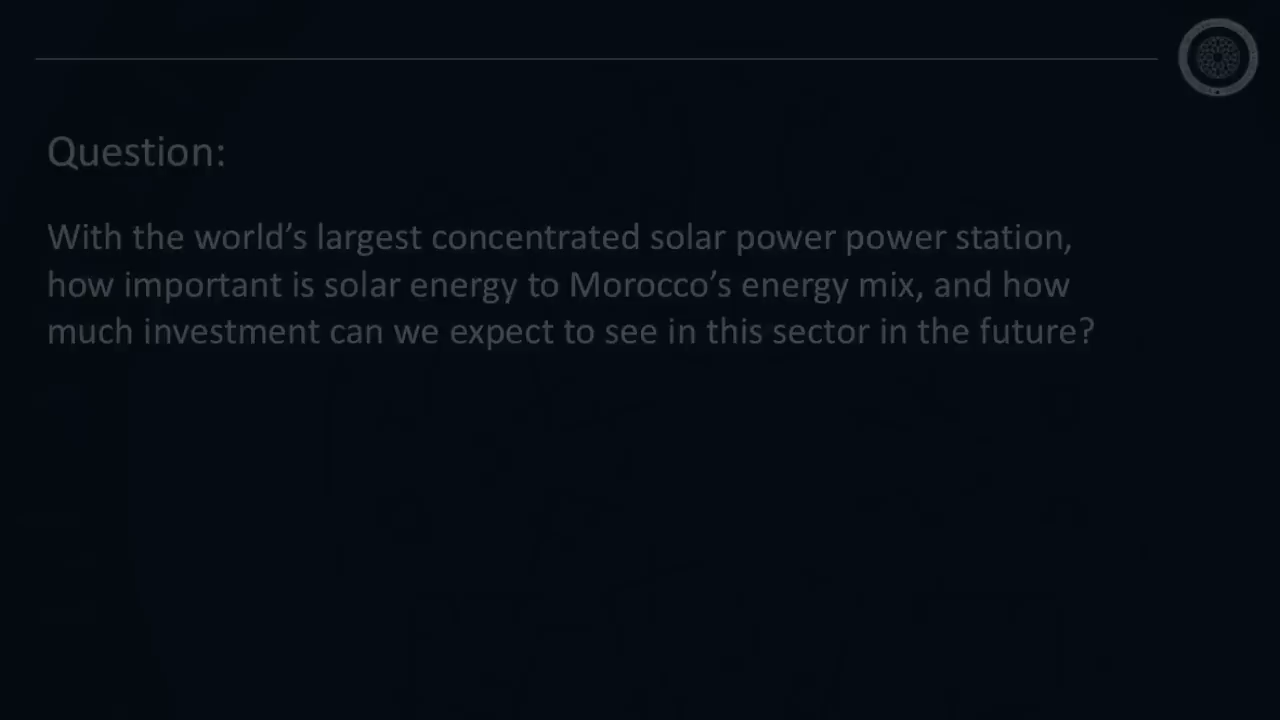 Question:
With the world’s largest concentrated solar power power station,
how important is solar energy to Morocco’s energy mix, and how
much investment can we expect to see in this sector in the future?